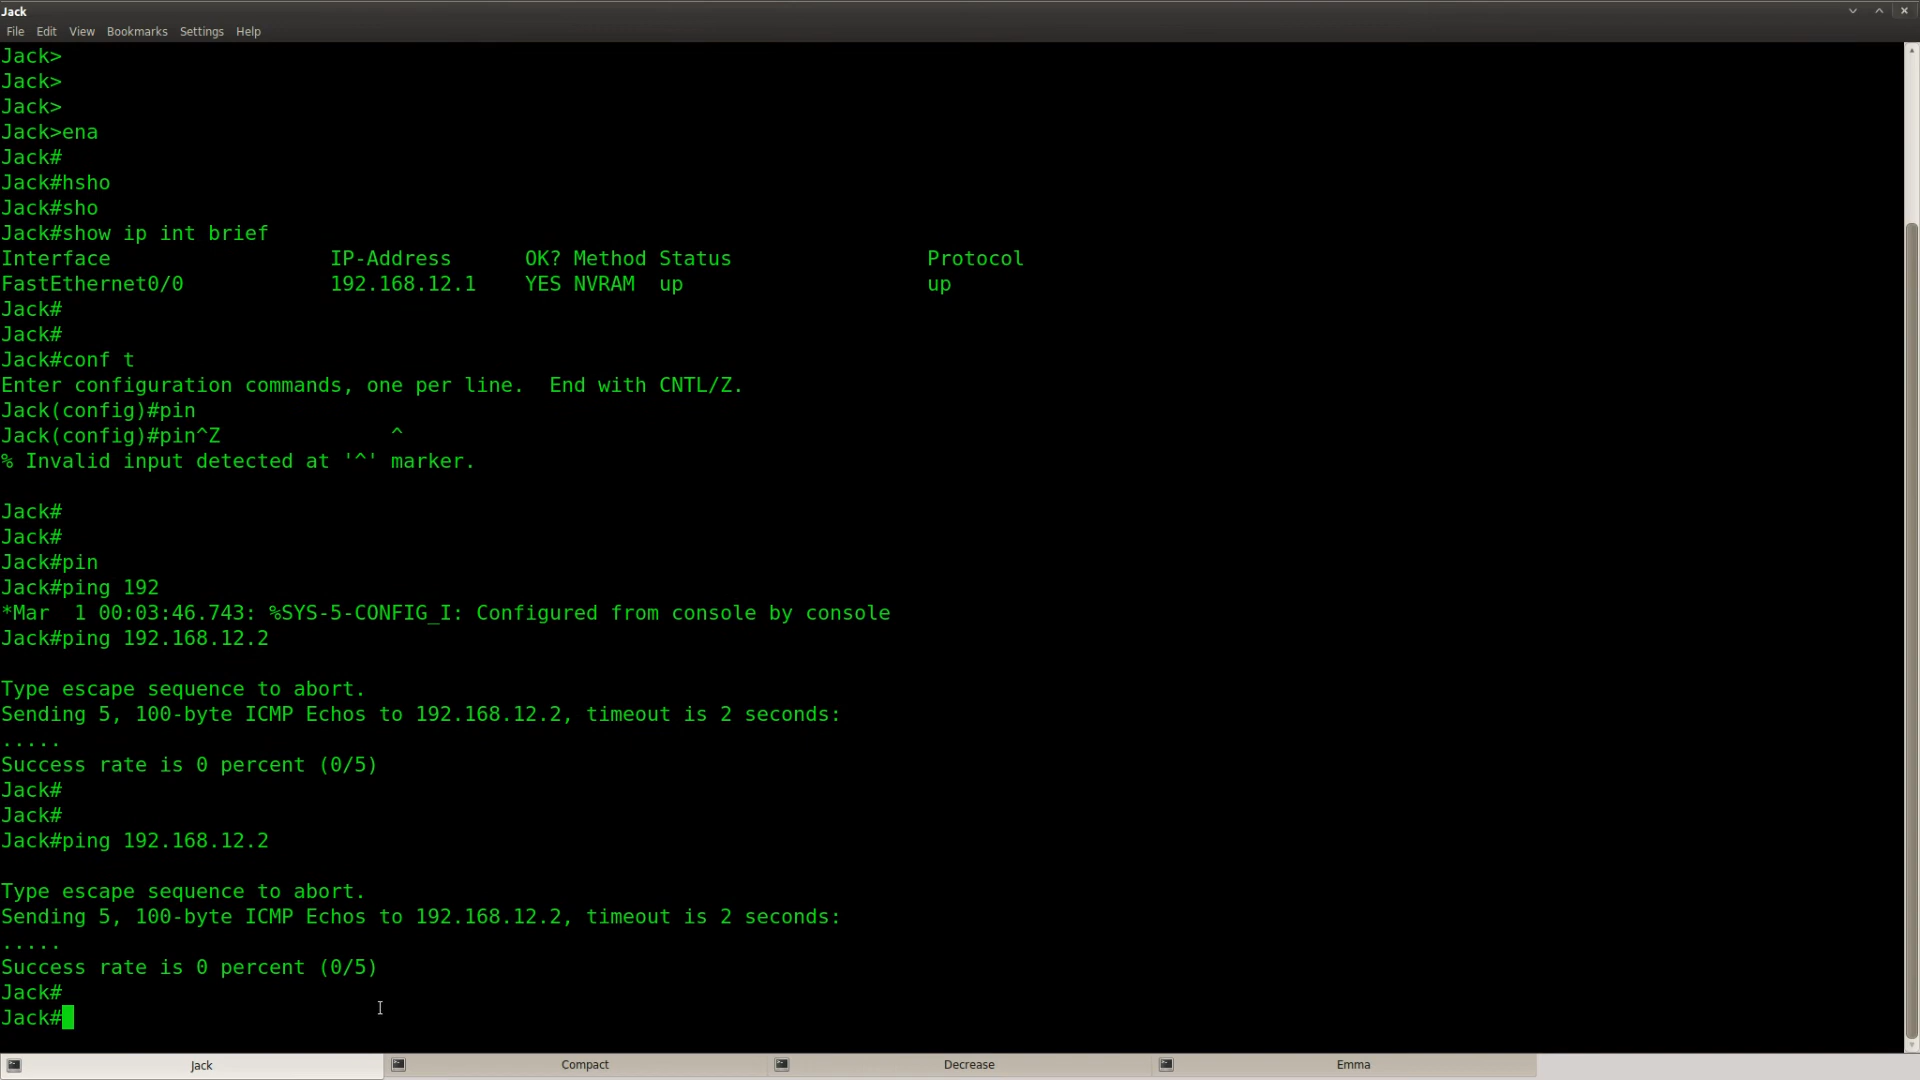 Jack
File Edit View Bookmarks Settings Help
Jack>
Jack>
Jack>
Jack>ena
Jack#
Jack#hsho
Jack#sho
Jack#show ip int brief
Interface                  IP-Address      OK? Method Status                Protocol
FastEthernet0/0            192.168.12.1    YES NVRAM  up                    up
Jack#
Jack#
Jack#conf t
Enter configuration commands, one per line.  End with CNTL/Z.
Jack(config)#pin
Jack(config)#pin^Z              ^
% Invalid input detected at '^' marker.

Jack#
Jack#
Jack#pin
Jack#ping 192
*Mar  1 00:03:46.743: %SYS-5-CONFIG_I: Configured from console by console
Jack#ping 192.168.12.2

Type escape sequence to abort.
Sending 5, 100-byte ICMP Echos to 192.168.12.2, timeout is 2 seconds:
.....
Success rate is 0 percent (0/5)
Jack#
Jack#
Jack#ping 192.168.12.2

Type escape sequence to abort.
Sending 5, 100-byte ICMP Echos to 192.168.12.2, timeout is 2 seconds:
.....
Success rate is 0 percent (0/5)
Jack#
Jack#
Jack Compact Decrease Emma